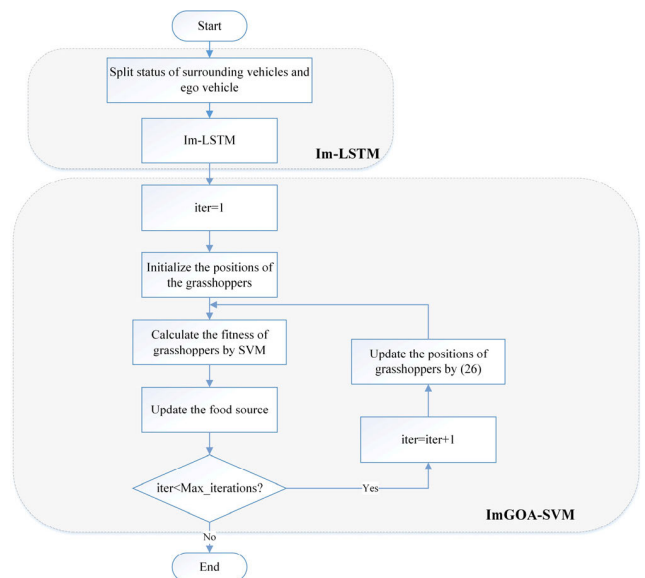 Start
Split status of surrounding vehicles and
ego vehicle
Im-LSTM
Im-LSTM
iter=1
Initialize the positions of
the grasshoppers
Calculate the fitness of
grasshoppers by SVM
Update the positions of
grasshoppers by (26)
Update the food source
iter=iter+1
iter<Max_iterations?
Yes
ImGOA-SVM
No
End